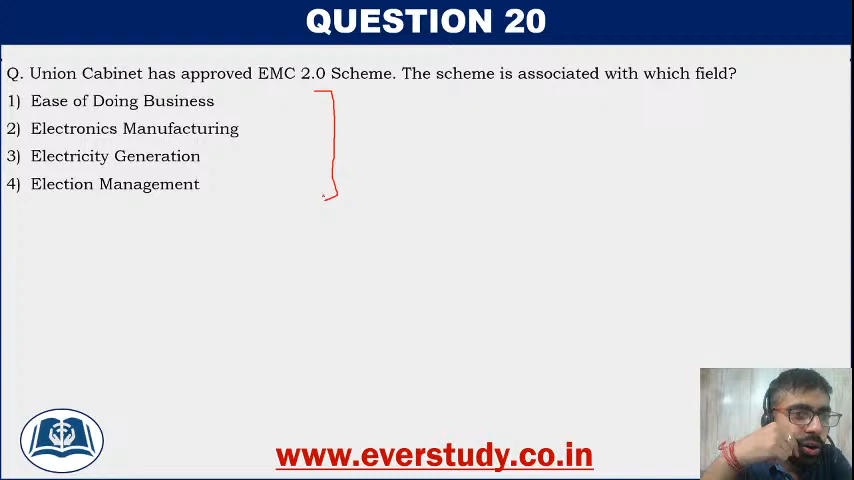 QUESTION 20
Q. Union Cabinet has approved EMC 2.0 Scheme. The scheme is associated with which field?
1) Ease of Doing Business
2) Electronics Manufacturing
3) Electricity Generation
4) Election Management
www.everstudy.co.in